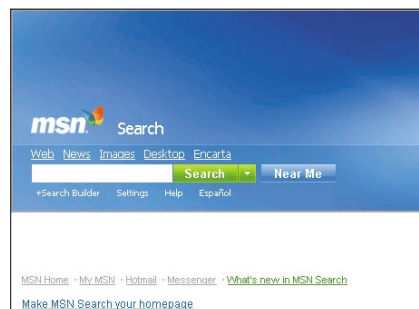 msn Search
Web News Images Desktop Encarta
Search Near Me
+Search Builder Settings Help Español
MSN Home · My MSN · Hotmail · Messenger · What's new in MSN Search
Make MSN Search your homepage